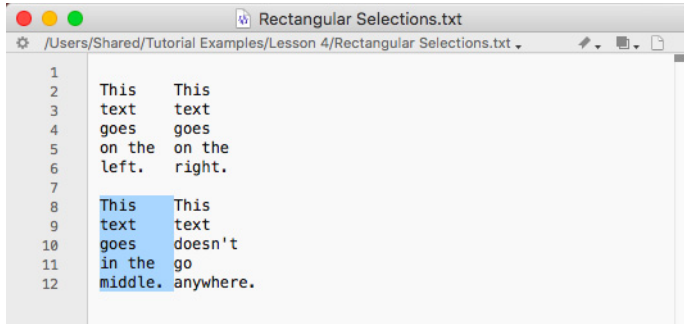 Rectangular Selections.txt
/Users/Shared/Tutorial Examples/Lesson 4/Rectangular Selections.txt
1
2 This This
3 text text
4 goes goes
5 on the on the
6 left. right.
7
8 This This
9 text text
10 goes doesn't
11 in the go
12 middle. anywhere.